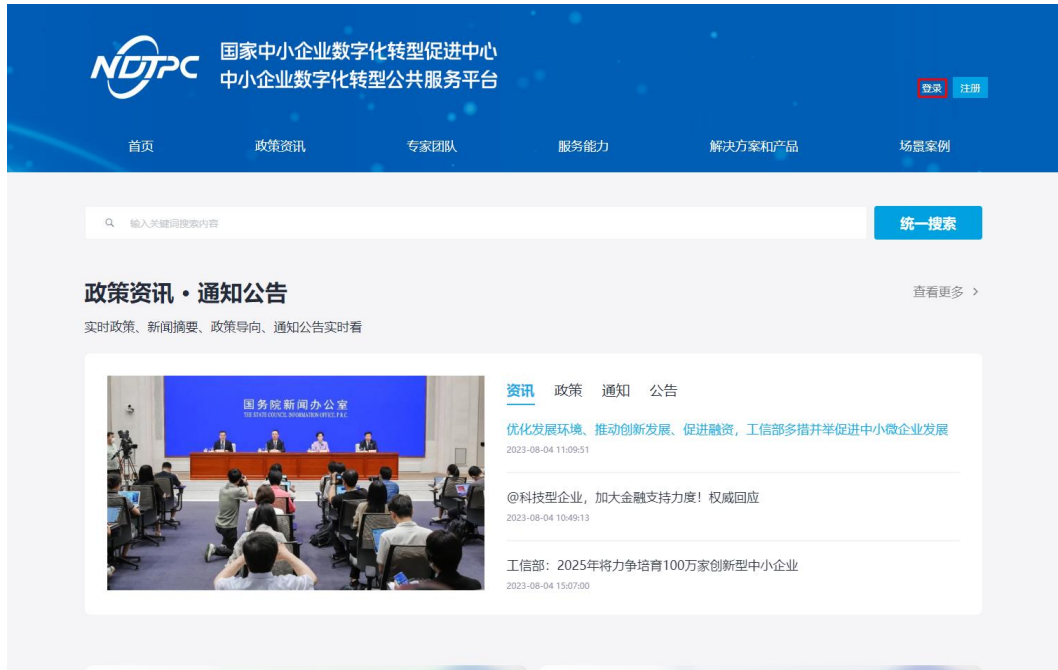 NDTPC
国家中小企业数字化转型促进中心
中小企业数字化转型公共服务平台
登录 注册
首页 政策资讯 专家团队 服务能力 解决方案和产品 场景案例
输入关键词搜索内容 统一搜索
政策资讯·通知公告 查看更多 >
实时政策、新闻摘要、政策导向、通知公告实时看
国务院新闻办公室
THE STATE COUNCIL INFORMATION OFFICE, P.R.C
资讯 政策 通知 公告
优化发展环境、推动创新发展、促进融资，工信部多措并举促进中小微企业发展
2023-08-04 11:09:51
@科技型企业，加大金融支持力度！权威回应
2023-08-04 10:49:13
工信部：2025年将力争培育100万家创新型中小企业
2023-08-04 15:07:00